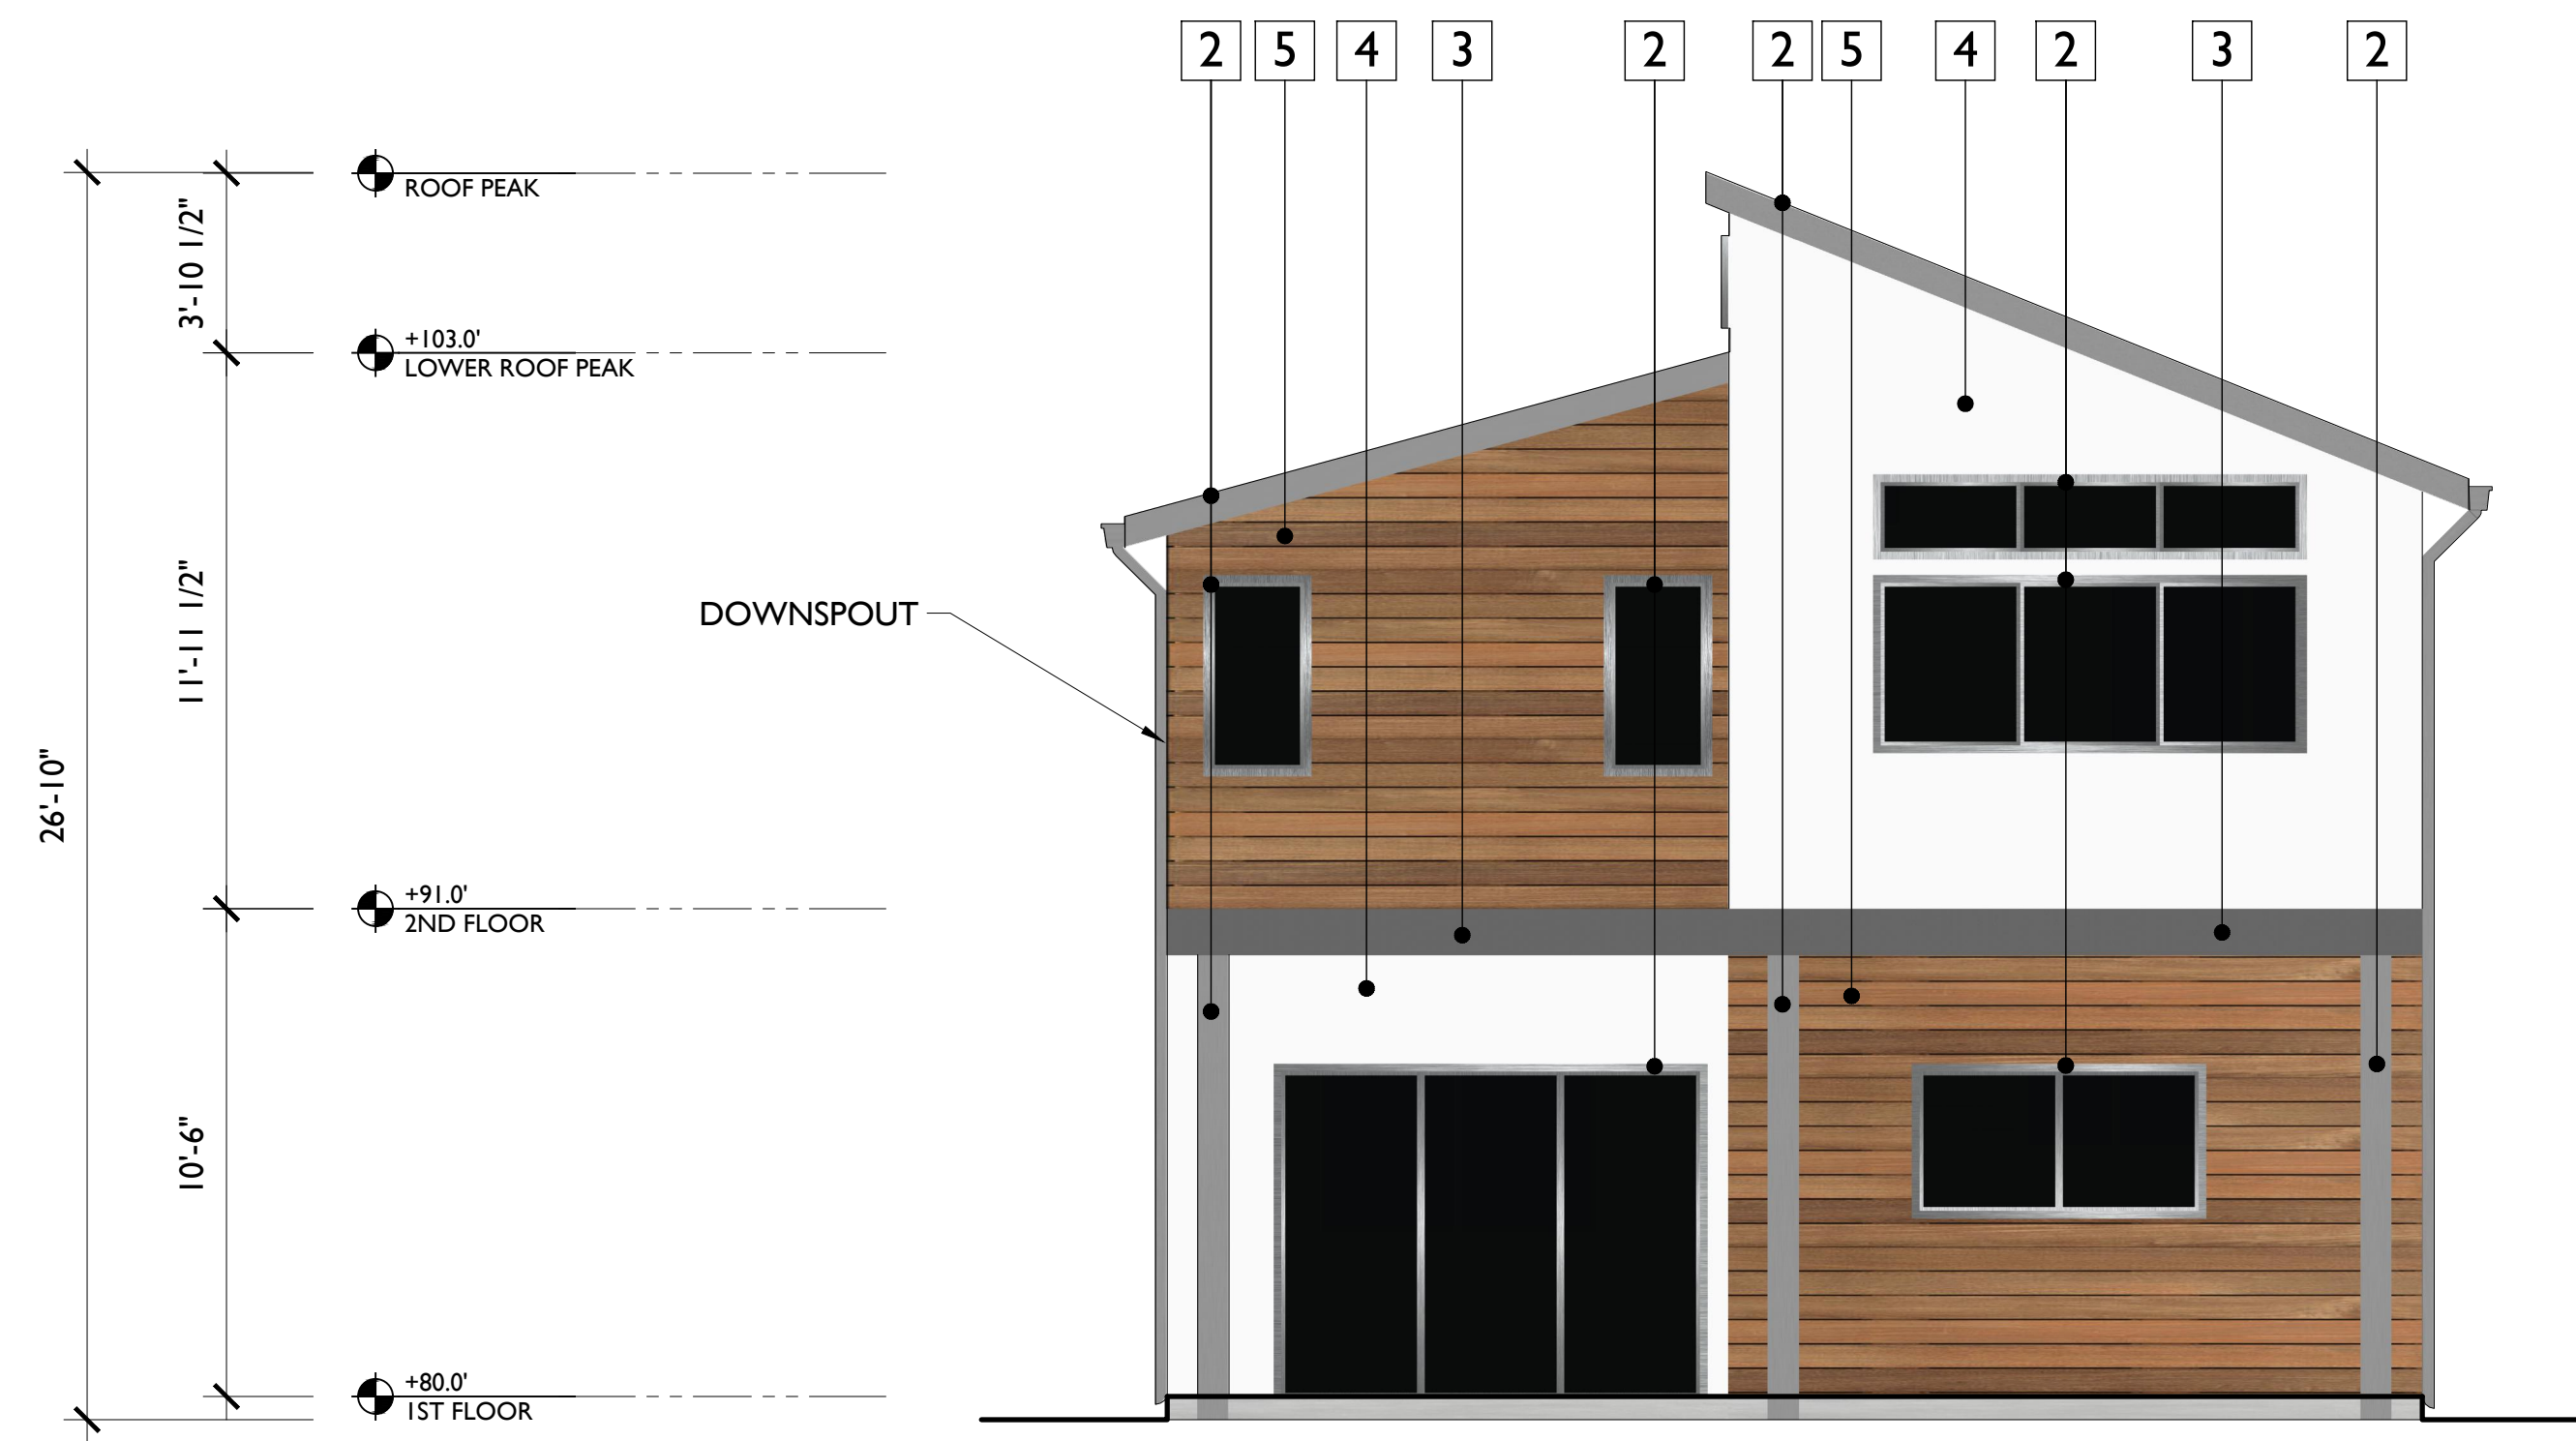 2 5 4 3 2 2 5 4 2 3 2
ROOF PEAK
3'-10 1/2"
+103.0'
LOWER ROOF PEAK
11'-11 1/2"
DOWNSPOUT
26'-10"
+91.0'
2ND FLOOR
10'-6"
+80.0'
1ST FLOOR